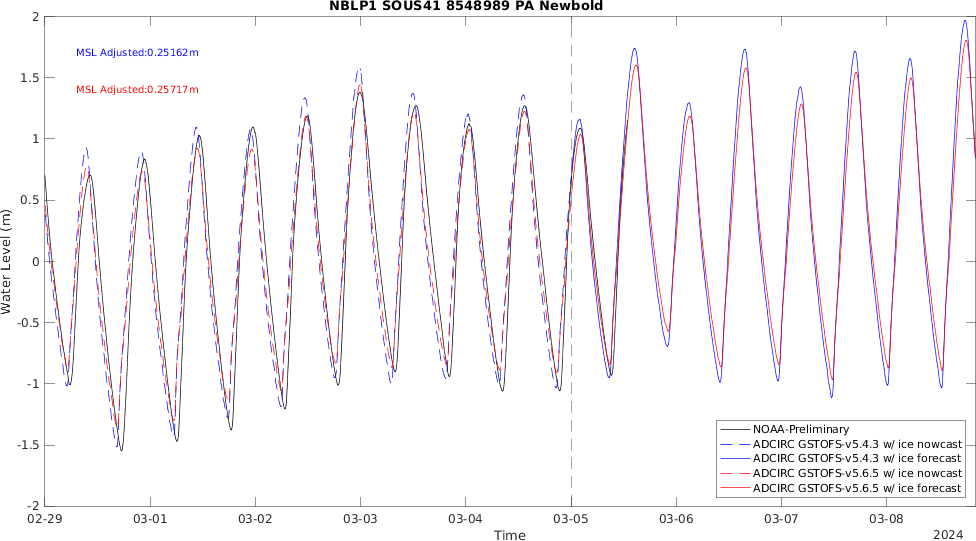 NBLP1 SOUS41 8548989 PA Newbold
2
1.5
1
0.5
0
-0.5
-1
-1.5
-2
Water Level (m)
MSL Adjusted:0.25162m
MSL Adjusted:0.25717m
NOAA-Preliminary
ADCIRC GSTOFS-v5.4.3 w/ ice nowcast
ADCIRC GSTOFS-v5.4.3 w/ ice forecast
ADCIRC GSTOFS-v5.6.5 w/ ice nowcast
ADCIRC GSTOFS-v5.6.5 w/ ice forecast
02-29 03-01 03-02 03-03 03-04 03-05 03-06 03-07 03-08
Time
2024